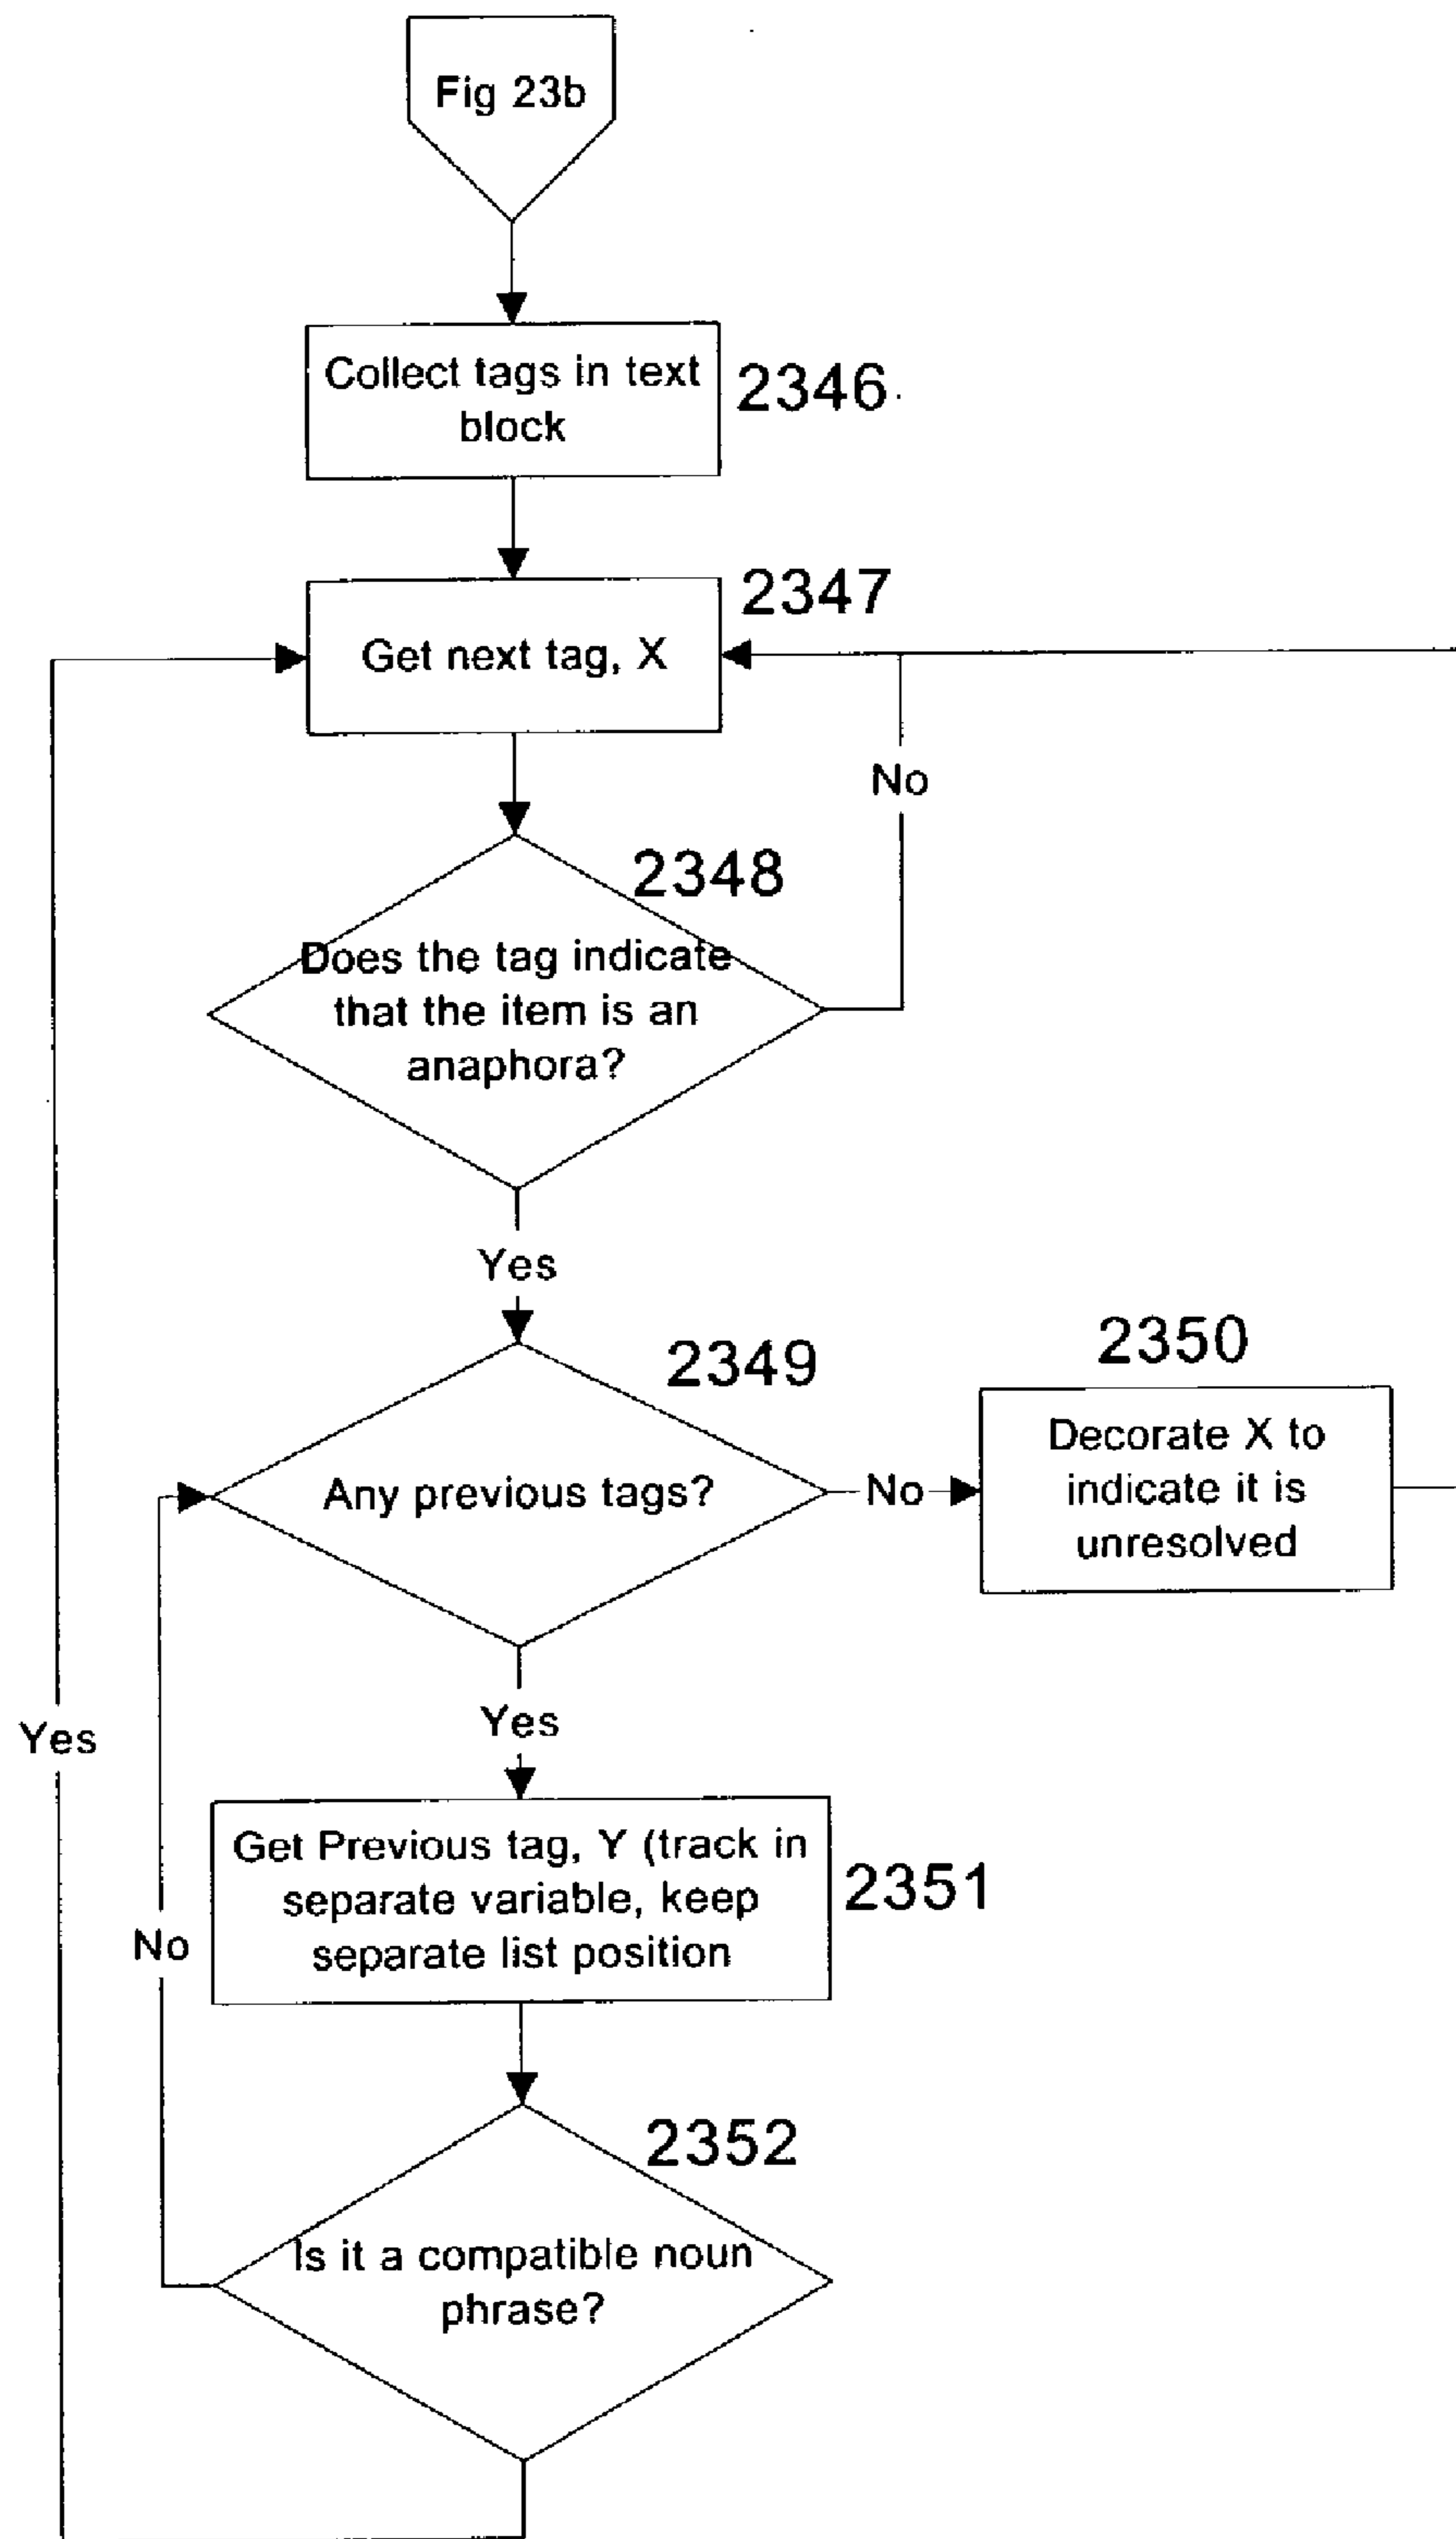 Fig 23b
Collect tags in text
block
2346
2347
Get next tag, X
No
2348
Does the tag indicate
that the item is an
anaphora?
Yes
2349
2350
Any previous tags?
No
Decorate X to
indicate it is
unresolved
Yes
Yes
Get Previous tag, Y (track in
separate variable, keep
separate list position
2351
No
2352
Is it a compatible noun
phrase?